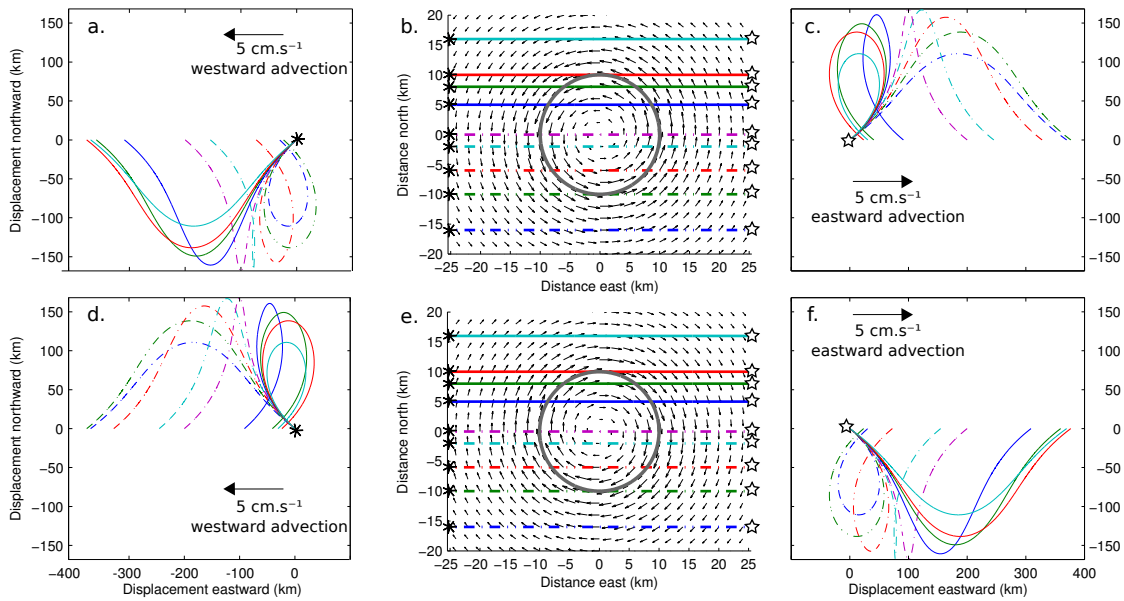 a.
5 cm.s⁻¹
westward advection
Displacement northward (km)
150
100
50
0
-50
-100
-150
b.
Distance north (km)
20
15
10
5
0
-5
-10
-15
-20
-25 -20 -15 -10 -5 0 5 10 15 20 25
Distance east (km)
c.
5 cm.s⁻¹
eastward advection
150
100
50
0
-50
-100
-150
d.
5 cm.s⁻¹
westward advection
Displacement northward (km)
150
100
50
0
-50
-100
-150
-400 -300 -200 -100 0
Displacement eastward (km)
e.
Distance north (km)
20
15
10
5
0
-5
-10
-15
-20
-25 -20 -15 -10 -5 0 5 10 15 20 25
Distance east (km)
f.
5 cm.s⁻¹
eastward advection
150
100
50
0
-50
-100
-150
0 100 200 300 400
Displacement eastward (km)